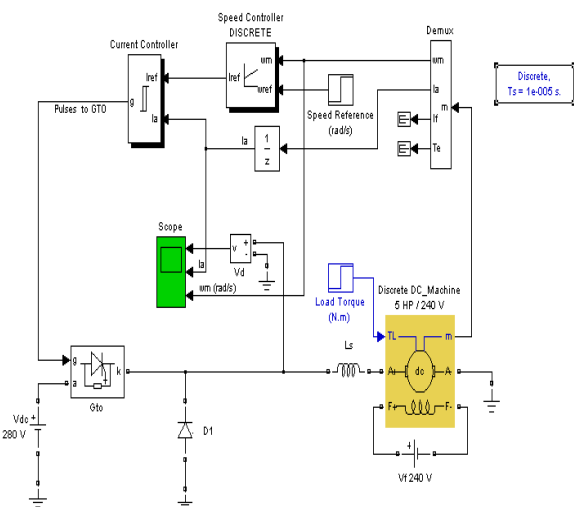 Speed Controller
DISCRETE
Demux
Current Controller
wm
Iref
Iref
wref
g
Ia
Pulses to GTO
Speed Reference
(rad/s)
wm
Ia
m
If
Te
Discrete,
Ts = 1e-005 s.
Ia
1
z
Scope
v
+
-
Vd
Ia
wm (rad/s)
Load Torque
(N.m)
Discrete DC_Machine
5 HP / 240 V
TL
m
Ls
A+
dc
A-
F+
F-
g
a
k
Gto
Vdc
+
280 V
D1
+
Vf 240 V